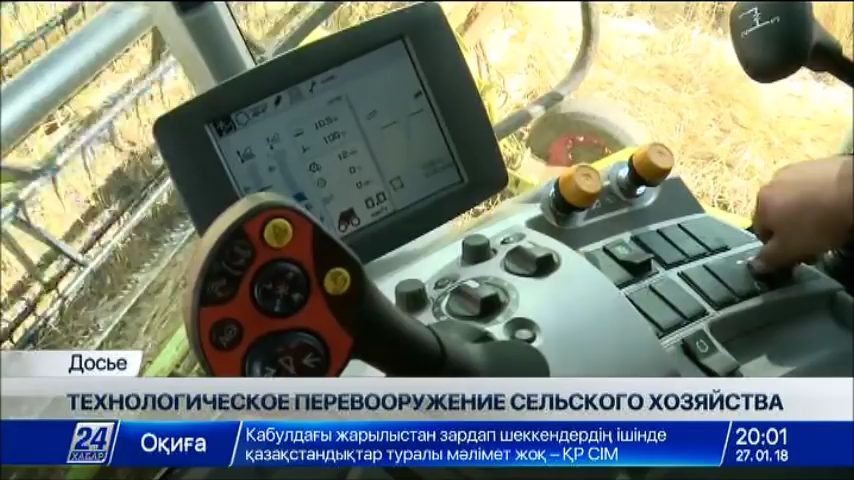 Досье
ТЕХНОЛОГИЧЕСКОЕ ПЕРЕВООРУЖЕНИЕ СЕЛЬСКОГО ХОЗЯЙСТВА
24
ХАБАР
Оқиға
Кабулдағы жарылыстан зардап шеккендердің ішінде
қазақстандықтар туралы мәлімет жоқ – ҚР СІМ
20:01
27.01.18